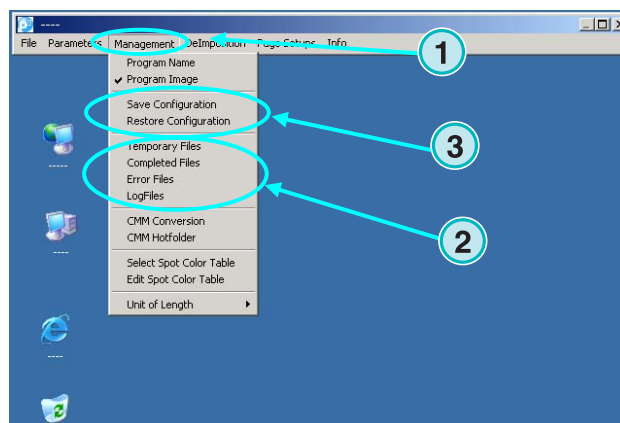 ----
File Parameters Management DeImposition Page Setups Info
1
Program Name
Program Image
Save Configuration
Restore Configuration
3
Temporary Files
Completed Files
Error Files
LogFiles
2
CMM Conversion
CMM Hotfolder
Select Spot Color Table
Edit Spot Color Table
Unit of Length
-----
----
----